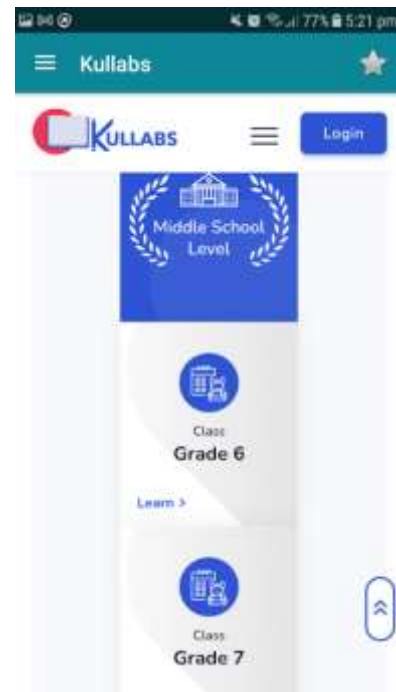 77% 5:21 pm
Kullabs
KULLABS
Login
Middle School
Level
Class
Grade 6
Learn >
Class
Grade 7